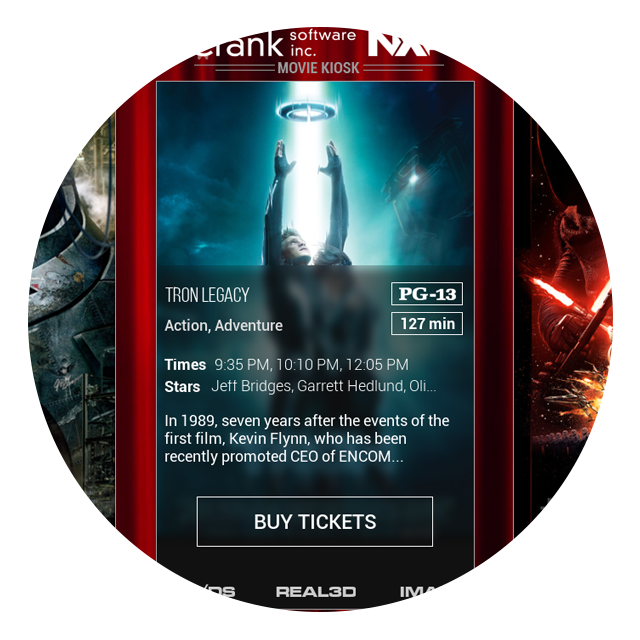 crank software
inc.
MOVIE KIOSK
TRON LEGACY
PG-13
Action, Adventure
127 min
Times 9:35 PM, 10:10 PM, 12:05 PM
Stars Jeff Bridges, Garrett Hedlund, Oli...
In 1989, seven years after the events of the
first film, Kevin Flynn, who has been
recently promoted CEO of ENCOM...
BUY TICKETS
REAL3D